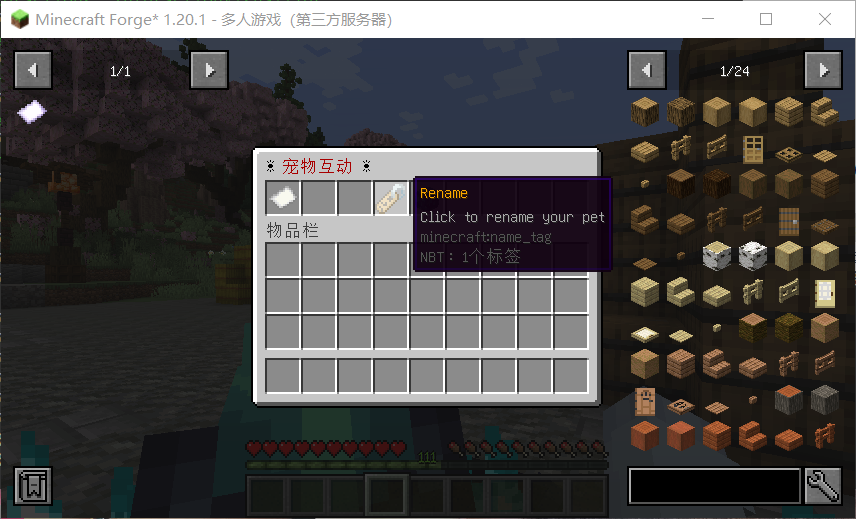 Minecraft Forge* 1.20.1 - 多人游戏（第三方服务器）
1/1
1/24
宠物互动
Rename
Click to rename your pet
minecraft:name_tag
NBT: 1个标签
物品栏
111